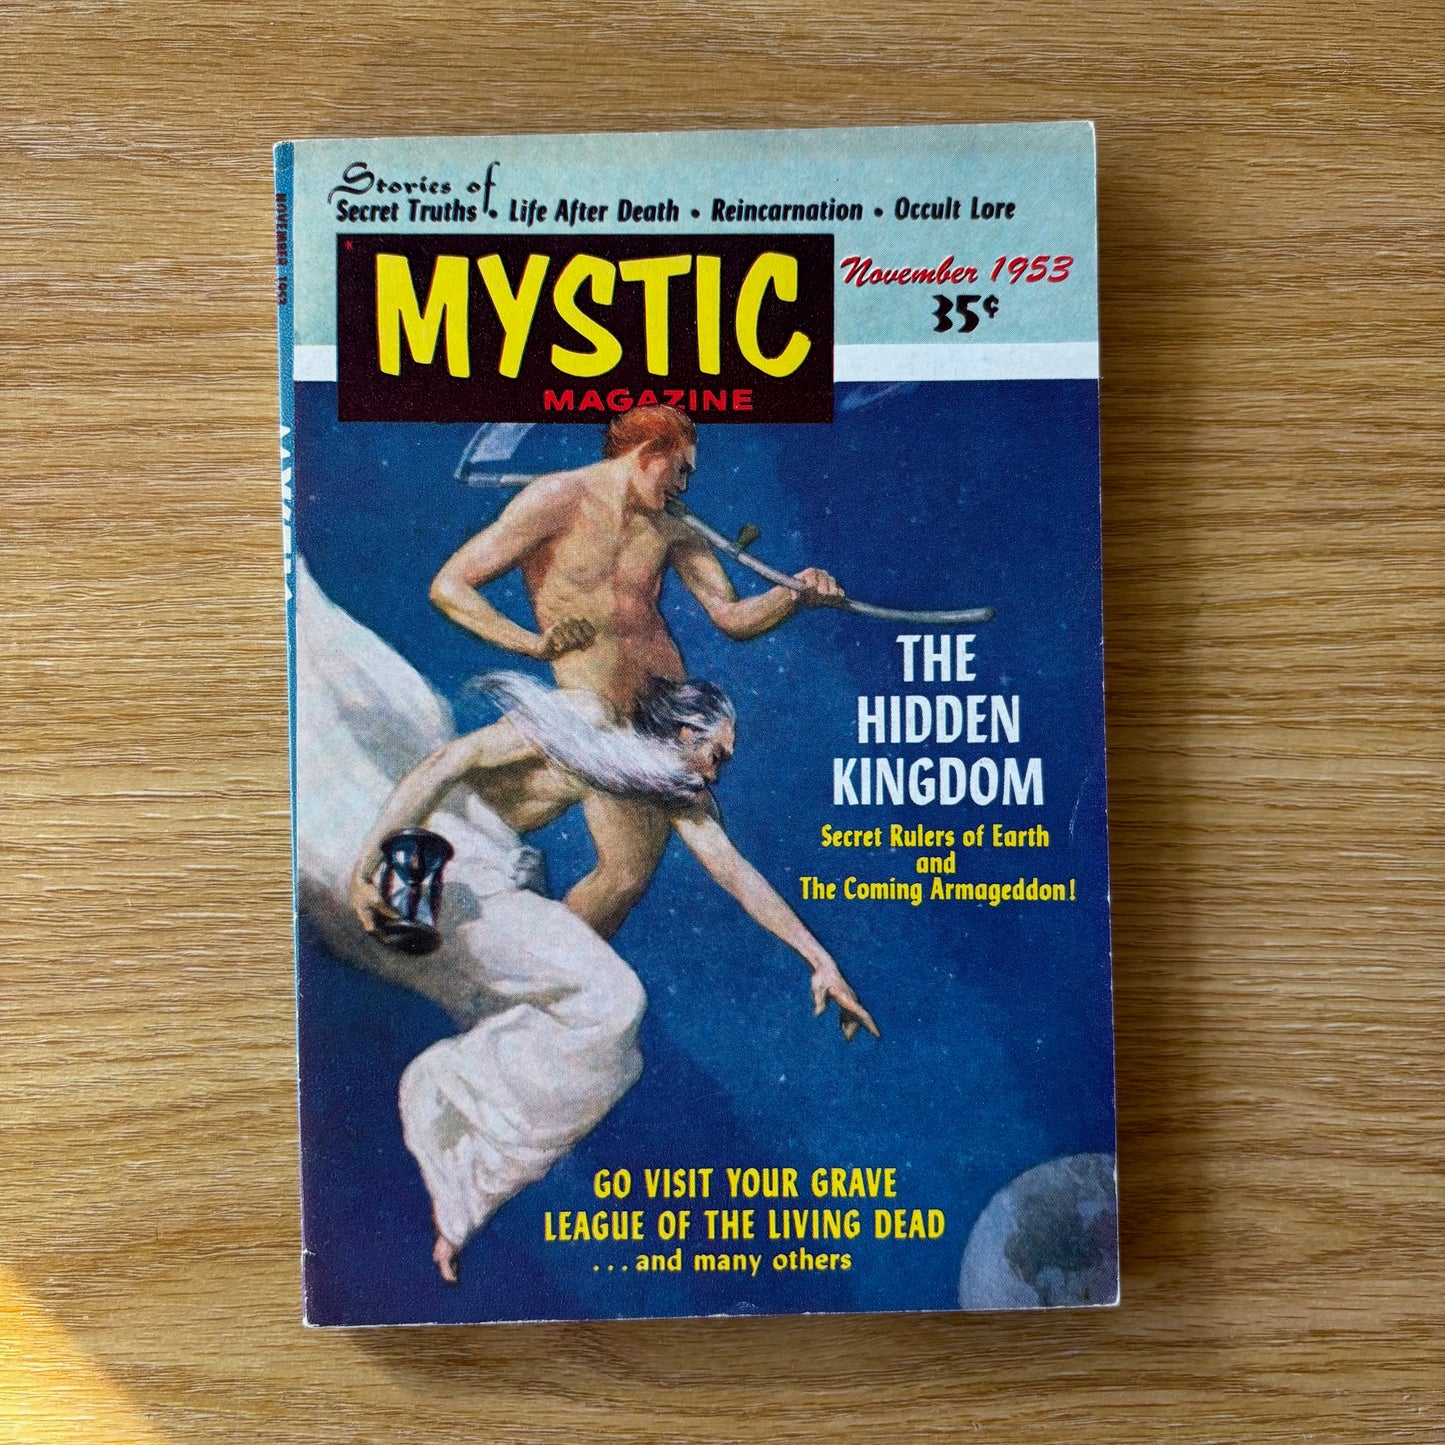 Stories of
Secret Truths • Life After Death • Reincarnation • Occult Lore
K
MYSTIC
MAGAZINE
November 1953
35¢
NOVEMBER 1953
THE
HIDDEN
KINGDOM
Secret Rulers of Earth
and
The Coming Armageddon!
GO VISIT YOUR GRAVE
LEAGUE OF THE LIVING DEAD
...and many others